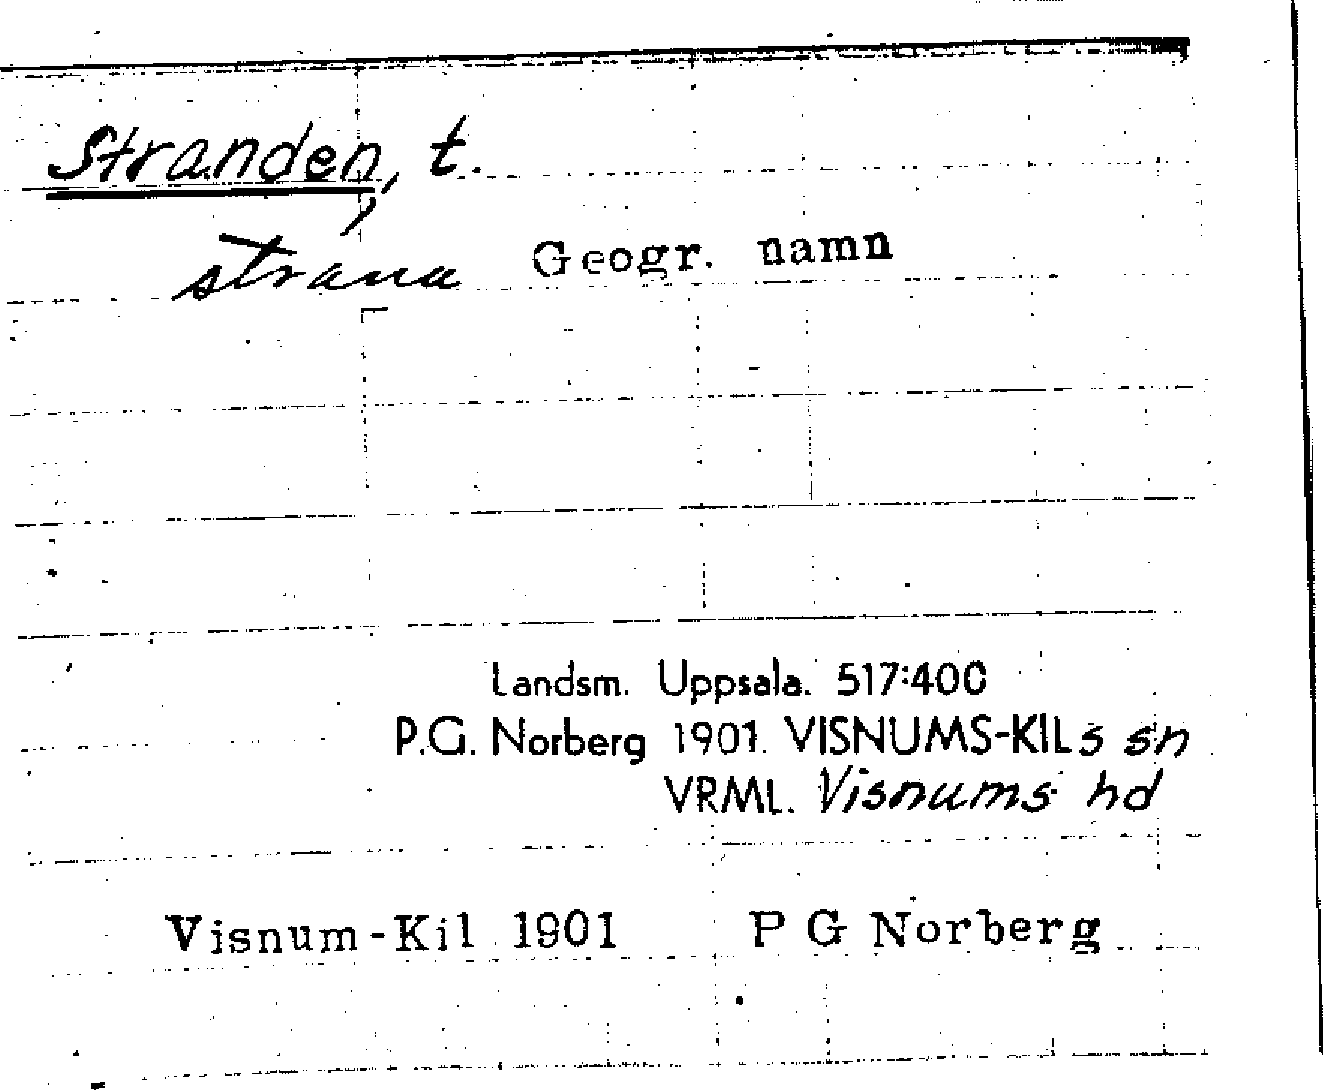 Stranden, t.
strana Geogr. namn
Landsm. Uppsala. 517:400
P.G. Norberg 1901. VISNUMS-KILs sn
VRML. Visnums hd
Visnum-Kil 1901 P G Norberg